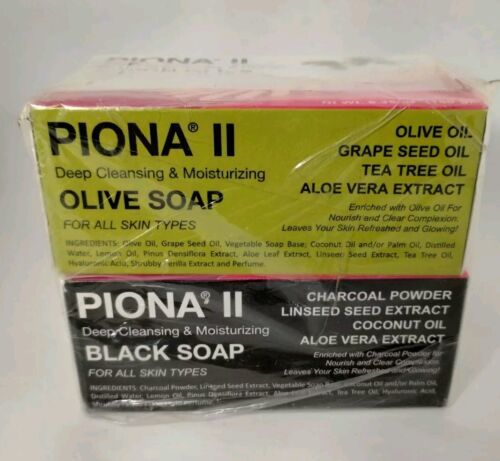 PIONA II
PIONA® II
Deep Cleansing & Moisturizing
OLIVE SOAP
FOR ALL SKIN TYPES
OLIVE OIL
GRAPE SEED OIL
TEA TREE OIL
ALOE VERA EXTRACT
Enriched with Olive Oil For
Nourish and Clear Complexion.
Leaves Your Skin Refreshed and Glowing!
INGREDIENTS: Olive Oil, Grape Seed Oil, Vegetable Soap Base; Coconut Oil and/or Palm Oil, Distilled
Water, Lemon Oil, Pinus Densiflora Extract, Aloe Leaf Extract, Linseed Seed Extract, Tea Tree Oil,
Hyaluronic Acid, Shrubby Perilla Extract and Perfume.
PIONA® II
Deep Cleansing & Moisturizing
BLACK SOAP
FOR ALL SKIN TYPES
CHARCOAL POWDER
LINSEED SEED EXTRACT
COCONUT OIL
ALOE VERA EXTRACT
Enriched with Charcoal Powder for
Nourish and Clear Complexion.
Leaves Your Skin Refreshed and Glowing!
INGREDIENTS: Charcoal Powder, Linseed Seed Extract, Vegetable Soap Base; Coconut Oil and/or Palm Oil,
Distilled Water, Lemon Oil, Pinus Densiflora Extract, Aloe Leaf Extract, Tea Tree Oil, Hyaluronic Acid,
Perfume.